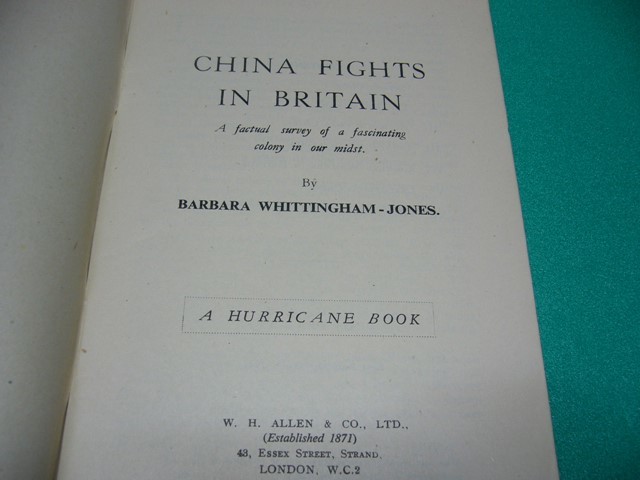 CHINA FIGHTS
IN BRITAIN
A factual survey of a fascinating
colony in our midst.
By
BARBARA WHITTINGHAM-JONES.
A HURRICANE BOOK
W. H. ALLEN & CO., LTD.,
(Established 1871)
43, ESSEX STREET, STRAND,
LONDON, W.C.2